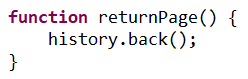 function returnPage() {
    history.back();
}